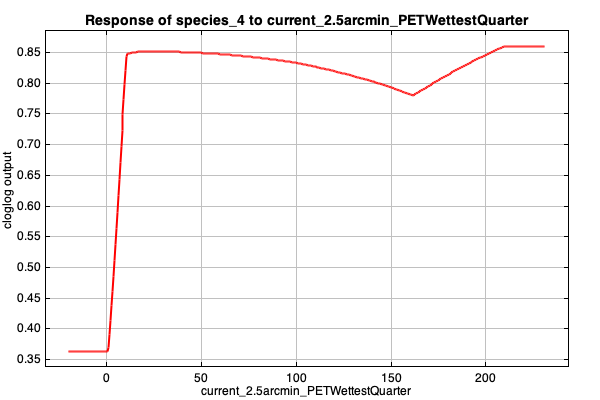 Response of species_4 to current_2.5arcmin_PETWettestQuarter
0.85
0.80
0.75
0.70
0.65
0.60
0.55
0.50
0.45
0.40
0.35
cloglog output
0 50 100 150 200
current_2.5arcmin_PETWettestQuarter